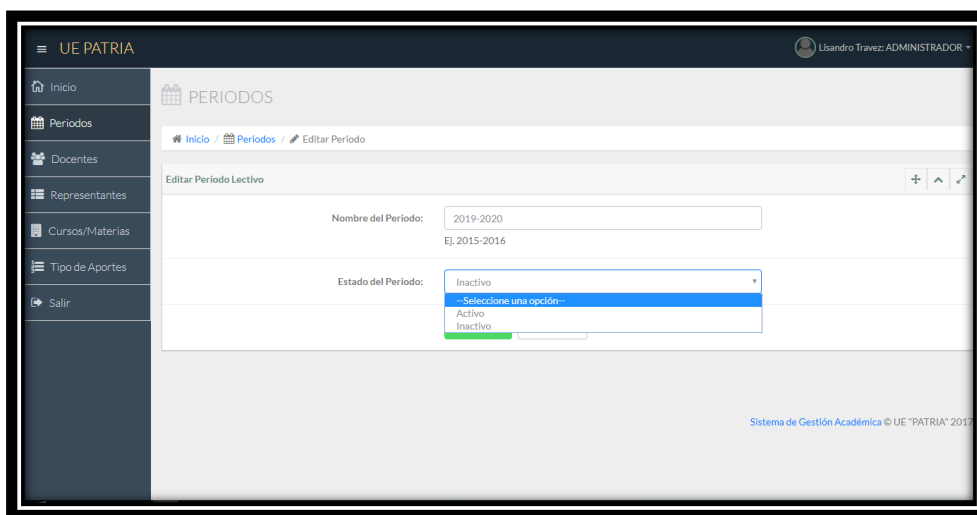 UE PATRIA
Lisandro Travez: ADMINISTRADOR
Inicio
Periodos
Docentes
Representantes
Cursos/Materias
Tipo de Aportes
Salir
PERIODOS
Inicio / Periodos / Editar Periodo
Editar Periodo Lectivo
Nombre del Periodo: 2019-2020
Ej. 2015-2016
Estado del Periodo: Inactivo
--Seleccione una opción--
Activo
Inactivo
Sistema de Gestión Académica © UE "PATRIA" 2017